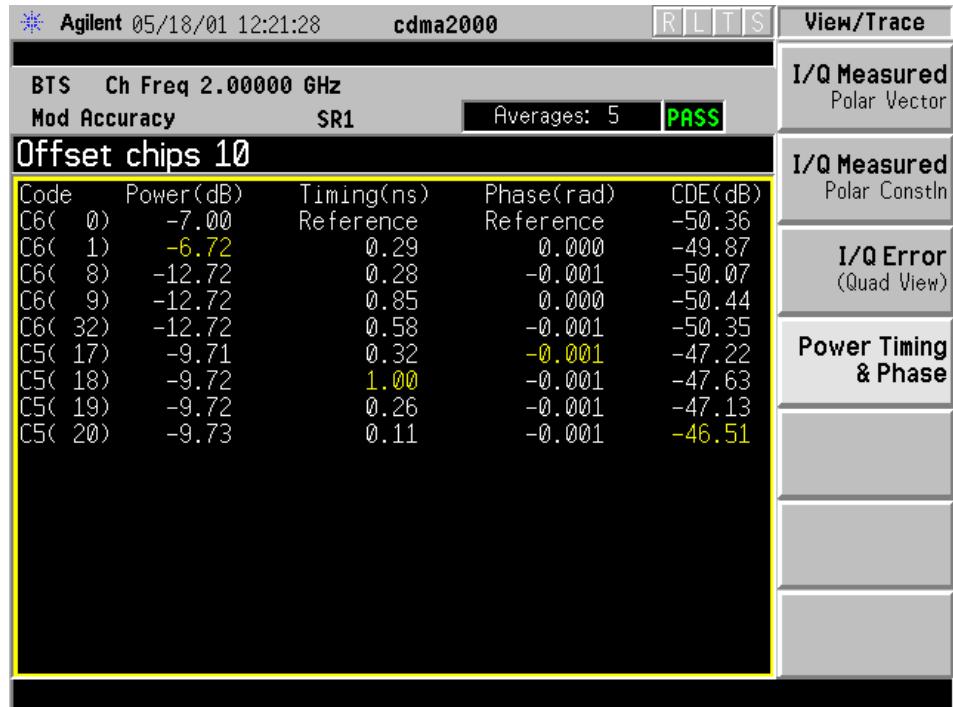 Agilent 05/18/01 12:21:28 cdma2000 R L T S View/Trace
BTS Ch Freq 2.00000 GHz
Mod Accuracy SR1 Averages: 5 PASS
Offset chips 10
Code Power(dB) Timing(ns) Phase(rad) CDE(dB)
C6( 0) -7.00 Reference Reference -50.36
C6( 1) -6.72 0.29 0.000 -49.87
C6( 8) -12.72 0.28 -0.001 -50.07
C6( 9) -12.72 0.85 0.000 -50.44
C6( 32) -12.72 0.58 -0.001 -50.35
C5( 17) -9.71 0.32 -0.001 -47.22
C5( 18) -9.72 1.00 -0.001 -47.63
C5( 19) -9.72 0.26 -0.001 -47.13
C5( 20) -9.73 0.11 -0.001 -46.51
I/Q Measured
Polar Vector
I/Q Measured
Polar Constln
I/Q Error
(Quad View)
Power Timing
& Phase